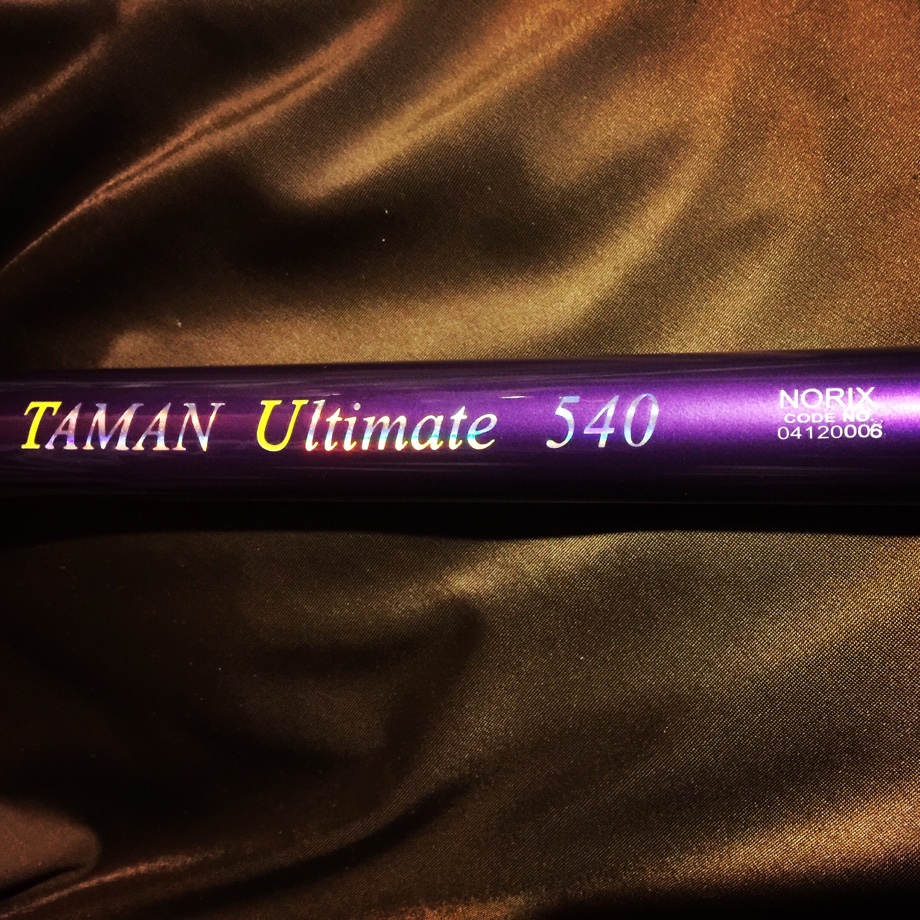 TAMAN Ultimate 540
NORIX
CODE NO.
04120006